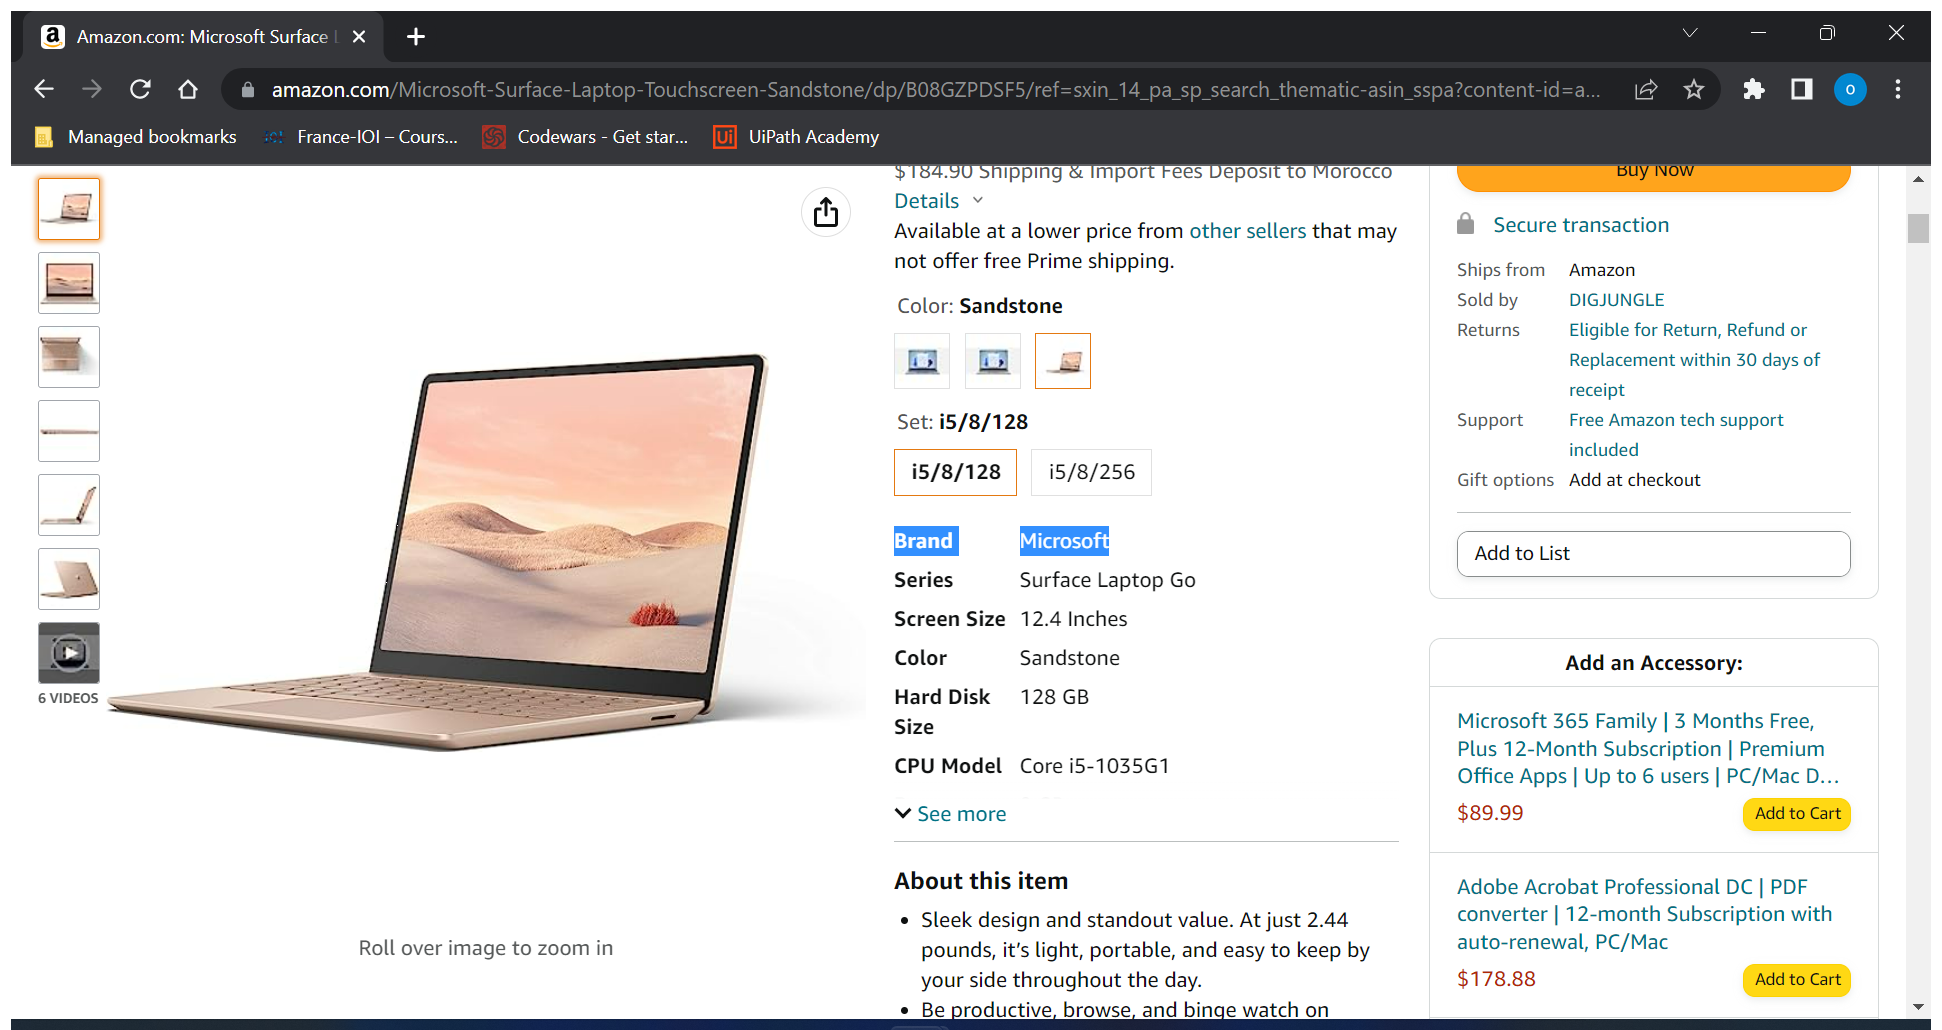 Amazon.com: Microsoft Surface L
amazon.com/Microsoft-Surface-Laptop-Touchscreen-Sandstone/dp/B08GZPDSF5/ref=sxin_14_pa_sp_search_thematic-asin_sspa?content-id=a...
o
Managed bookmarks
France-IOI – Cours...
Codewars - Get star...
UiPath Academy
6 VIDEOS
Roll over image to zoom in
$184.90 Shipping & Import Fees Deposit to Morocco
Details
Available at a lower price from other sellers that may
not offer free Prime shipping.
Color: Sandstone
Set: i5/8/128
i5/8/128 i5/8/256
Brand Microsoft
Series Surface Laptop Go
Screen Size 12.4 Inches
Color Sandstone
Hard Disk 128 GB
Size
CPU Model Core i5-1035G1
See more
About this item
• Sleek design and standout value. At just 2.44
pounds, it’s light, portable, and easy to keep by
your side throughout the day.
• Be productive, browse, and binge watch on
Buy Now
Secure transaction
Ships from Amazon
Sold by DIGJUNGLE
Returns Eligible for Return, Refund or
Replacement within 30 days of
receipt
Support Free Amazon tech support
included
Gift options Add at checkout
Add to List
Add an Accessory:
Microsoft 365 Family | 3 Months Free,
Plus 12-Month Subscription | Premium
Office Apps | Up to 6 users | PC/Mac D...
$89.99 Add to Cart
Adobe Acrobat Professional DC | PDF
converter | 12-month Subscription with
auto-renewal, PC/Mac
$178.88 Add to Cart